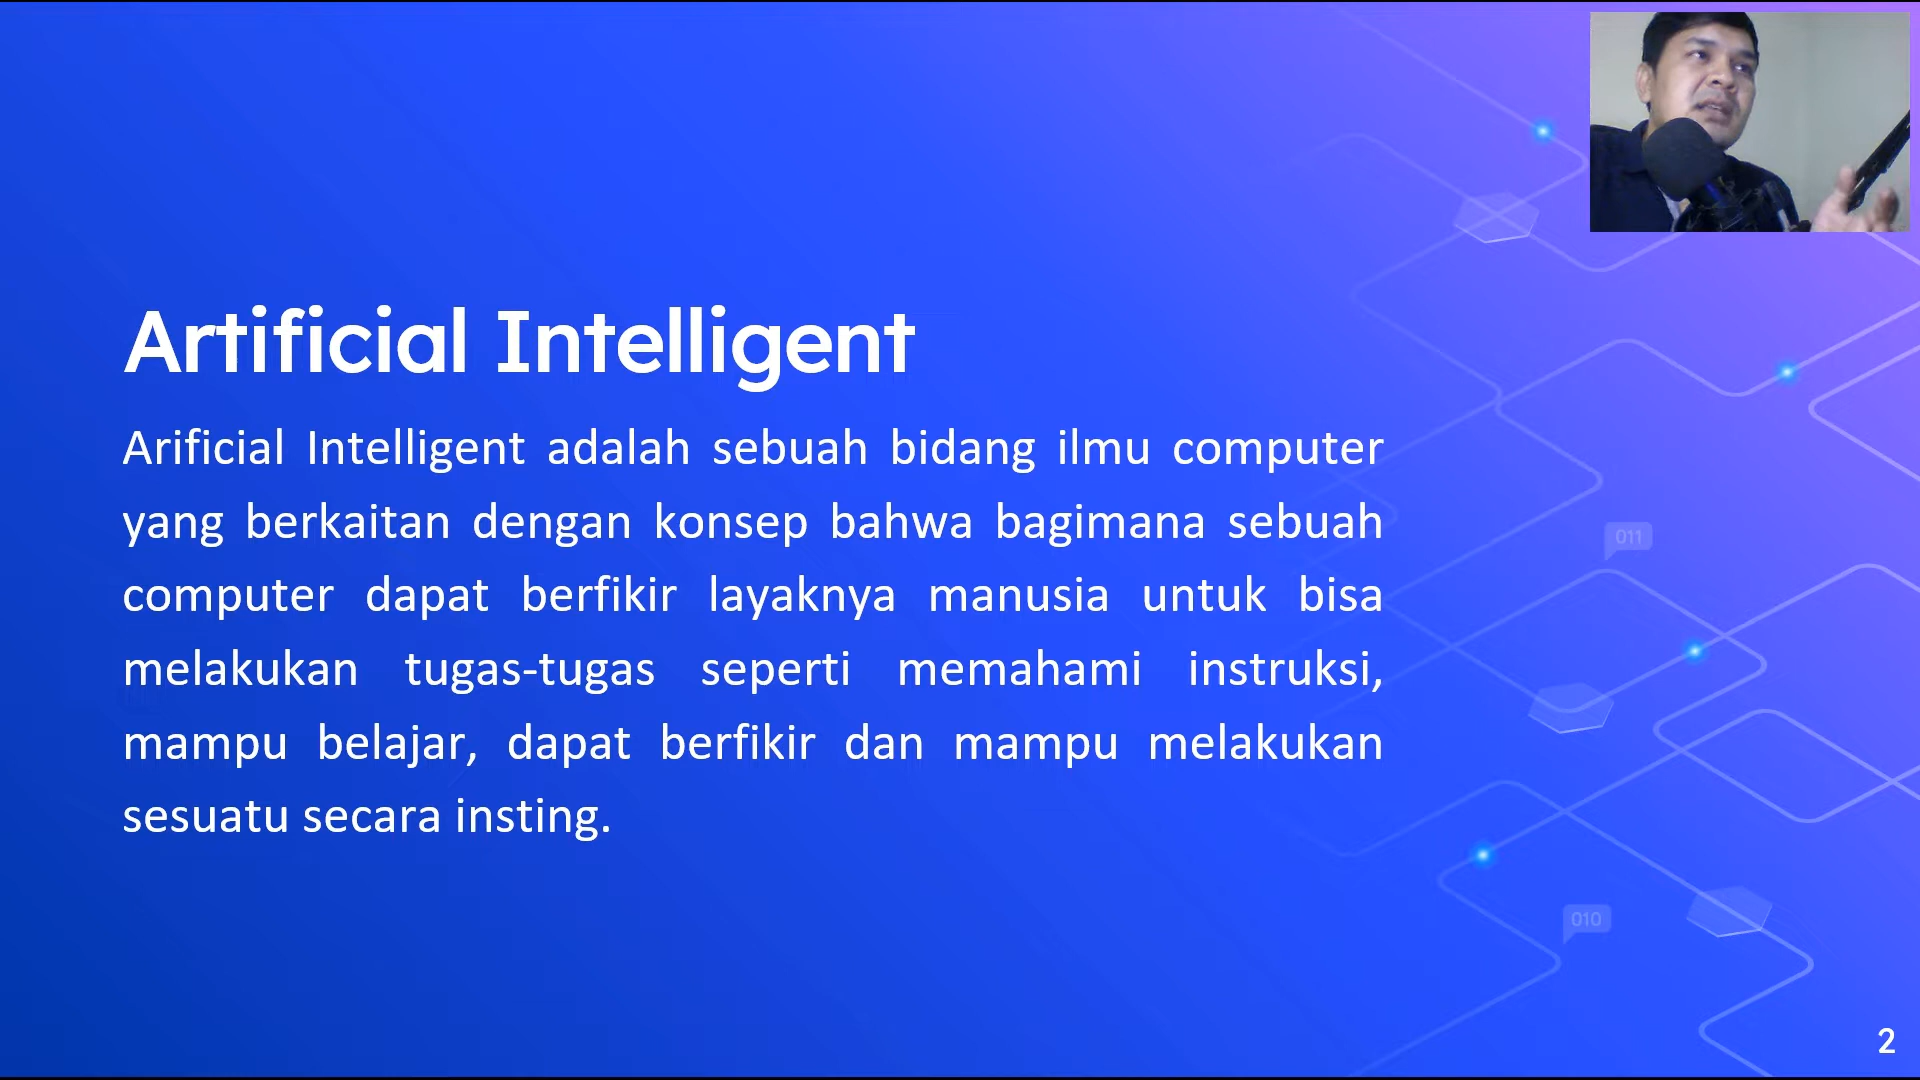 Artificial Intelligent
Arificial Intelligent adalah sebuah bidang ilmu computer
yang berkaitan dengan konsep bahwa bagimana sebuah
computer dapat berfikir layaknya manusia untuk bisa
melakukan tugas-tugas seperti memahami instruksi,
mampu belajar, dapat berfikir dan mampu melakukan
sesuatu secara insting.
011
010
2